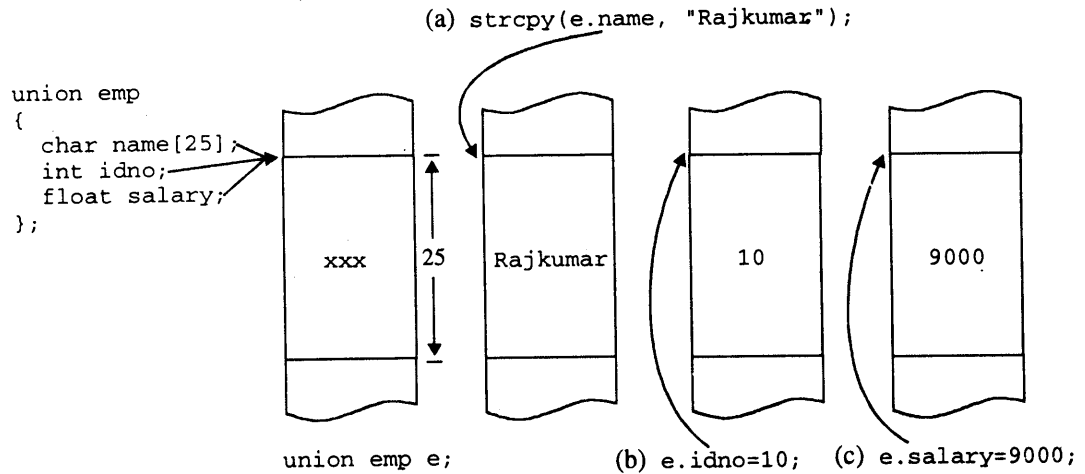 (a) strcpy(e.name, "Rajkumar");
union emp
{
char name[25];
int idno;
float salary;
};
xxx
25
Rajkumar
10
9000
union emp e;
(b) e.idno=10;
(c) e.salary=9000;